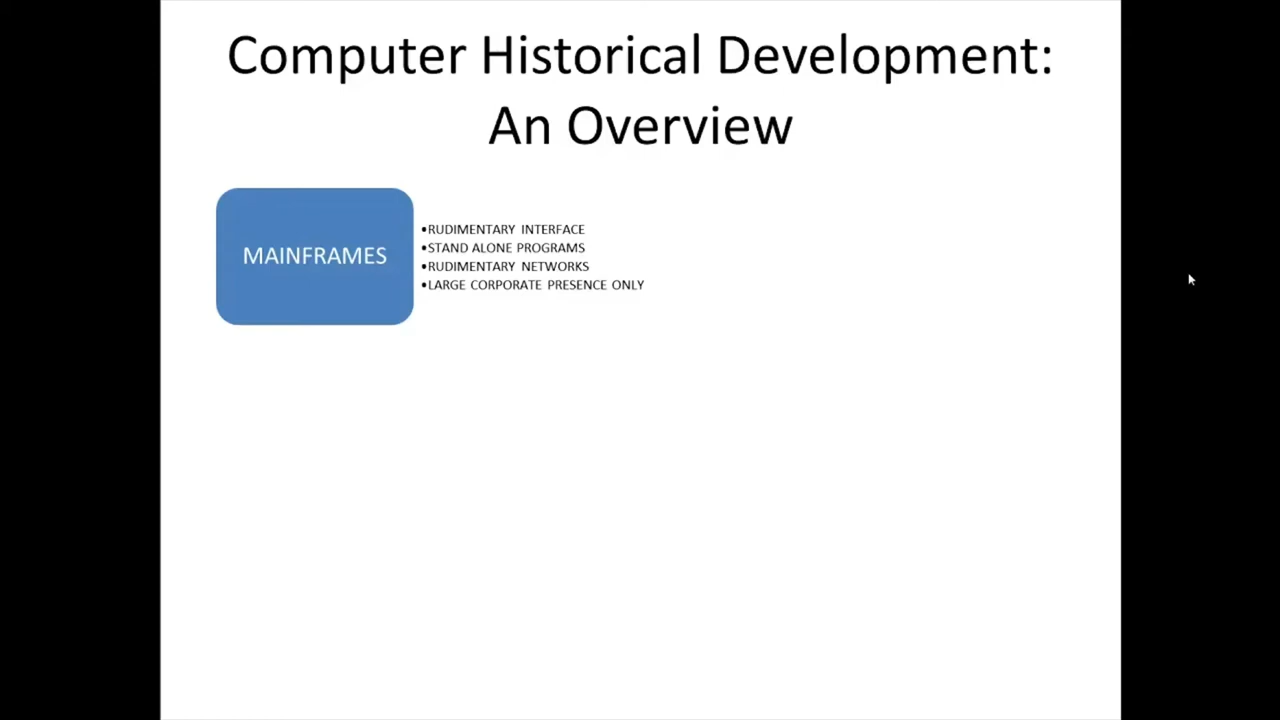 Computer Historical Development:
An Overview
MAINFRAMES
•RUDIMENTARY INTERFACE
•STAND ALONE PROGRAMS
•RUDIMENTARY NETWORKS
•LARGE CORPORATE PRESENCE ONLY